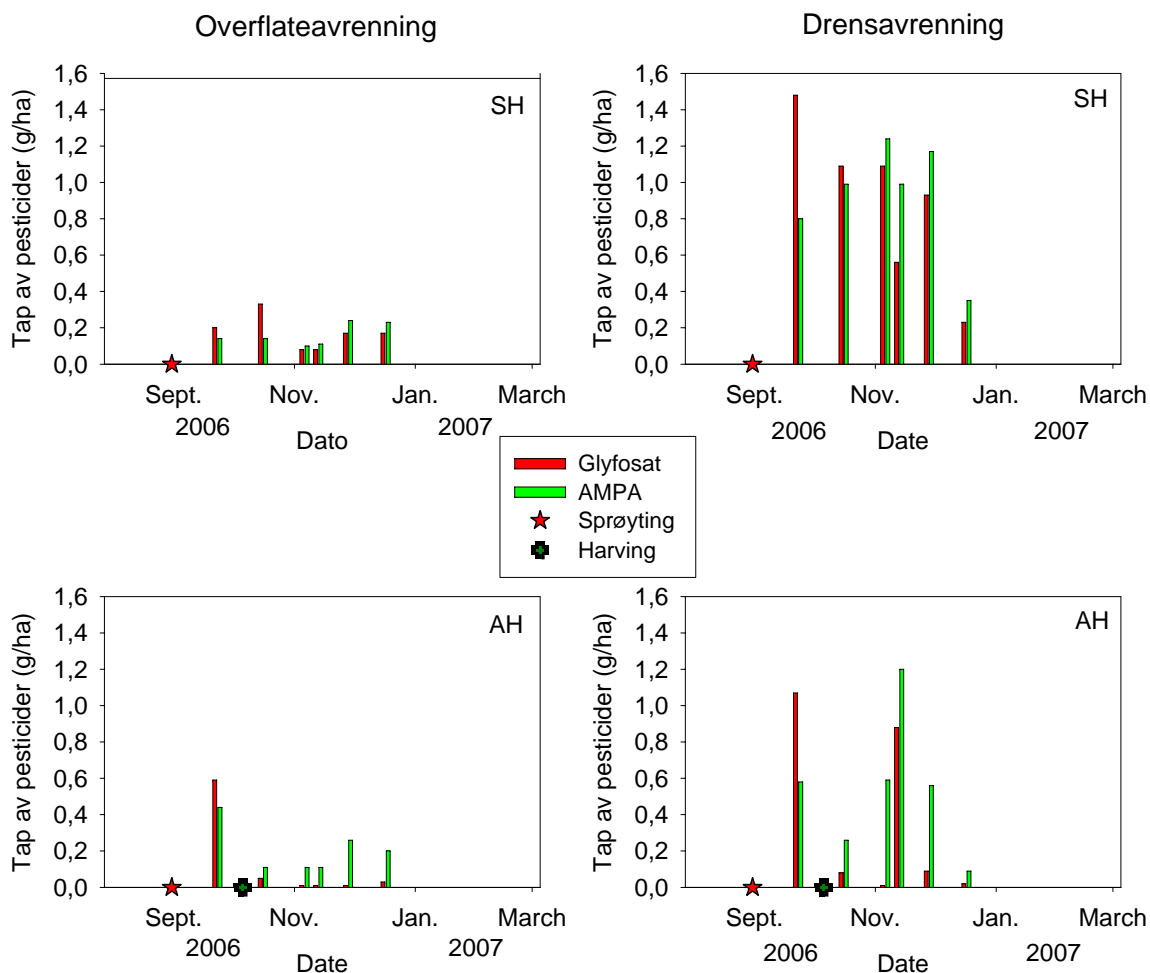 Overflateavrenning
Drensavrenning
Tap av pesticider (g/ha)
1,6
1,4
1,2
1,0
0,8
0,6
0,4
0,2
0,0
SH
Sept. Nov. Jan. March
2006 2007
Dato
Tap av pesticider (g/ha)
1,6
1,4
1,2
1,0
0,8
0,6
0,4
0,2
0,0
SH
Sept. Nov. Jan. March
2006 2007
Date
Glyfosat
AMPA
Sprøyting
Harving
Tap av pesticider (g/ha)
1,6
1,4
1,2
1,0
0,8
0,6
0,4
0,2
0,0
AH
Sept. Nov. Jan. March
2006 2007
Date
Tap av pesticider (g/ha)
1,6
1,4
1,2
1,0
0,8
0,6
0,4
0,2
0,0
AH
Sept. Nov. Jan. March
2006 2007
Date